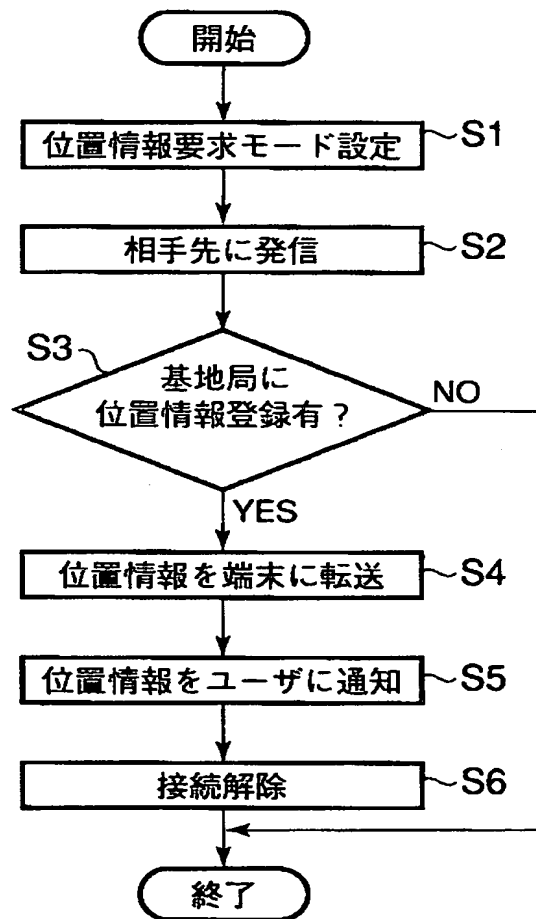 開始
位置情報要求モード設定
S1
相手先に発信
S2
S3
基地局に
位置情報登録有？
NO
YES
位置情報を端末に転送
S4
位置情報をユーザに通知
S5
接続解除
S6
終了